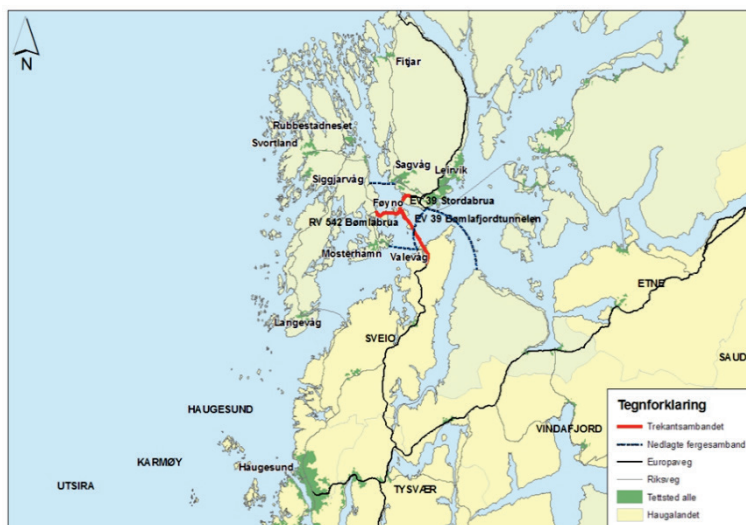 N
Fitjar
Rubbestadneset
Svortland
Sagvåg
Leirvik
Siggjarvåg
Føyno
EV 39 Stordabrua
RV 542 Bømlabrua
EV 39 Bømlafjordtunnelen
Mosterhamn
Valevåg
ETNE
Langevåg
SVEIO
SAUD
HAUGESUND
VINDAFJORD
KARMØY
Haugesund
UTSIRA
TYSVÆR
Tegnforklaring
Trekantsambandet
Nedlagte fergesamband
Europaveg
Riksveg
Tettsted alle
Haugalandet